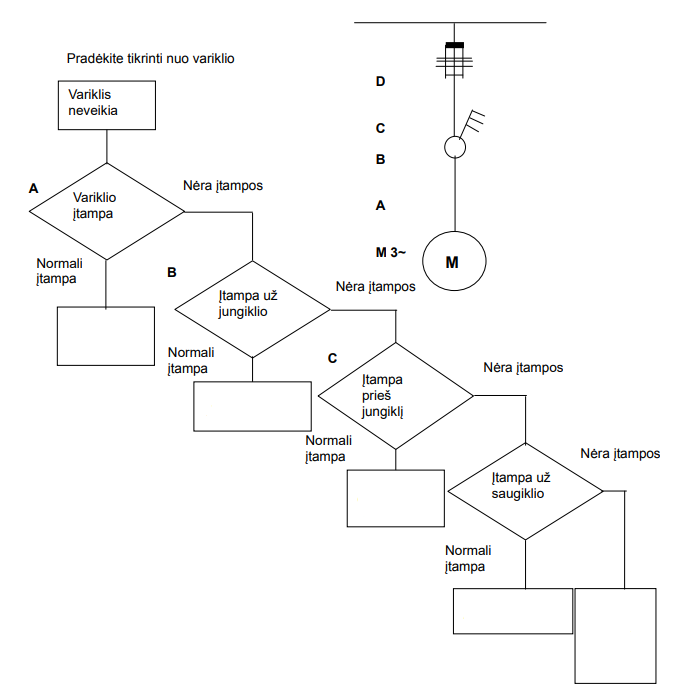 Pradėkite tikrinti nuo variklio
Variklis
neveikia
A
Variklio
įtampa
Nėra įtampos
Normali
įtampa
B
Įtampa už
jungiklio
Nėra įtampos
Normali
įtampa
C
Įtampa
prieš
jungiklį
Nėra įtampos
Normali
įtampa
Įtampa už
saugiklio
Nėra įtampos
Normali
įtampa
D
C
B
A
M 3~
M